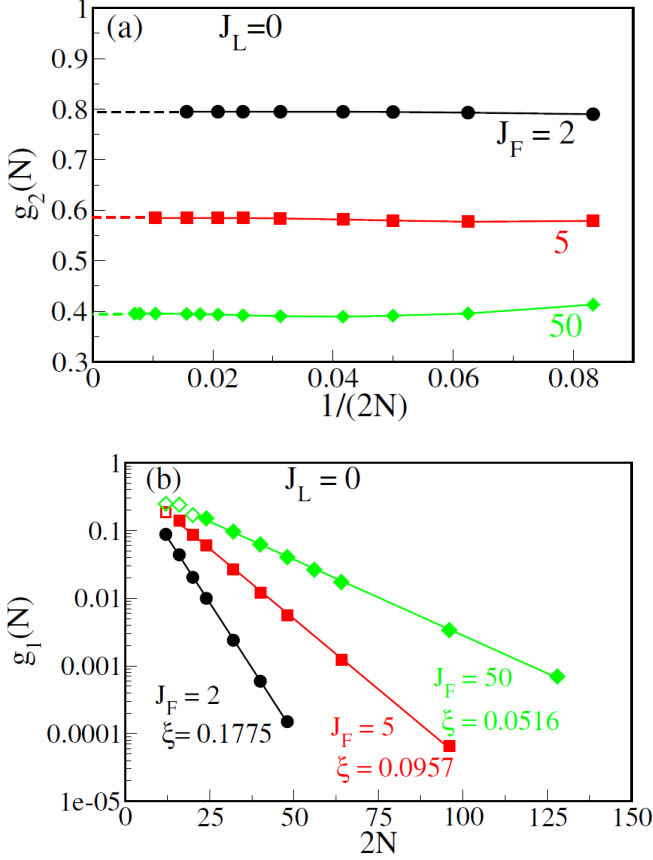 1
(a)
J_L=0
0.9
0.8
J_F = 2
0.7
g_2(N)
0.6
5
0.5
0.4
50
0.3
0
0.02
0.04
0.06
0.08
1/(2N)
1
(b)
J_L = 0
0.1
0.01
g_1(N)
0.001
J_F = 2
ξ= 0.1775
J_F = 5
ξ = 0.0957
J_F = 50
ξ = 0.0516
0.0001
1e-05
0
25
50
75
100
125
150
2N